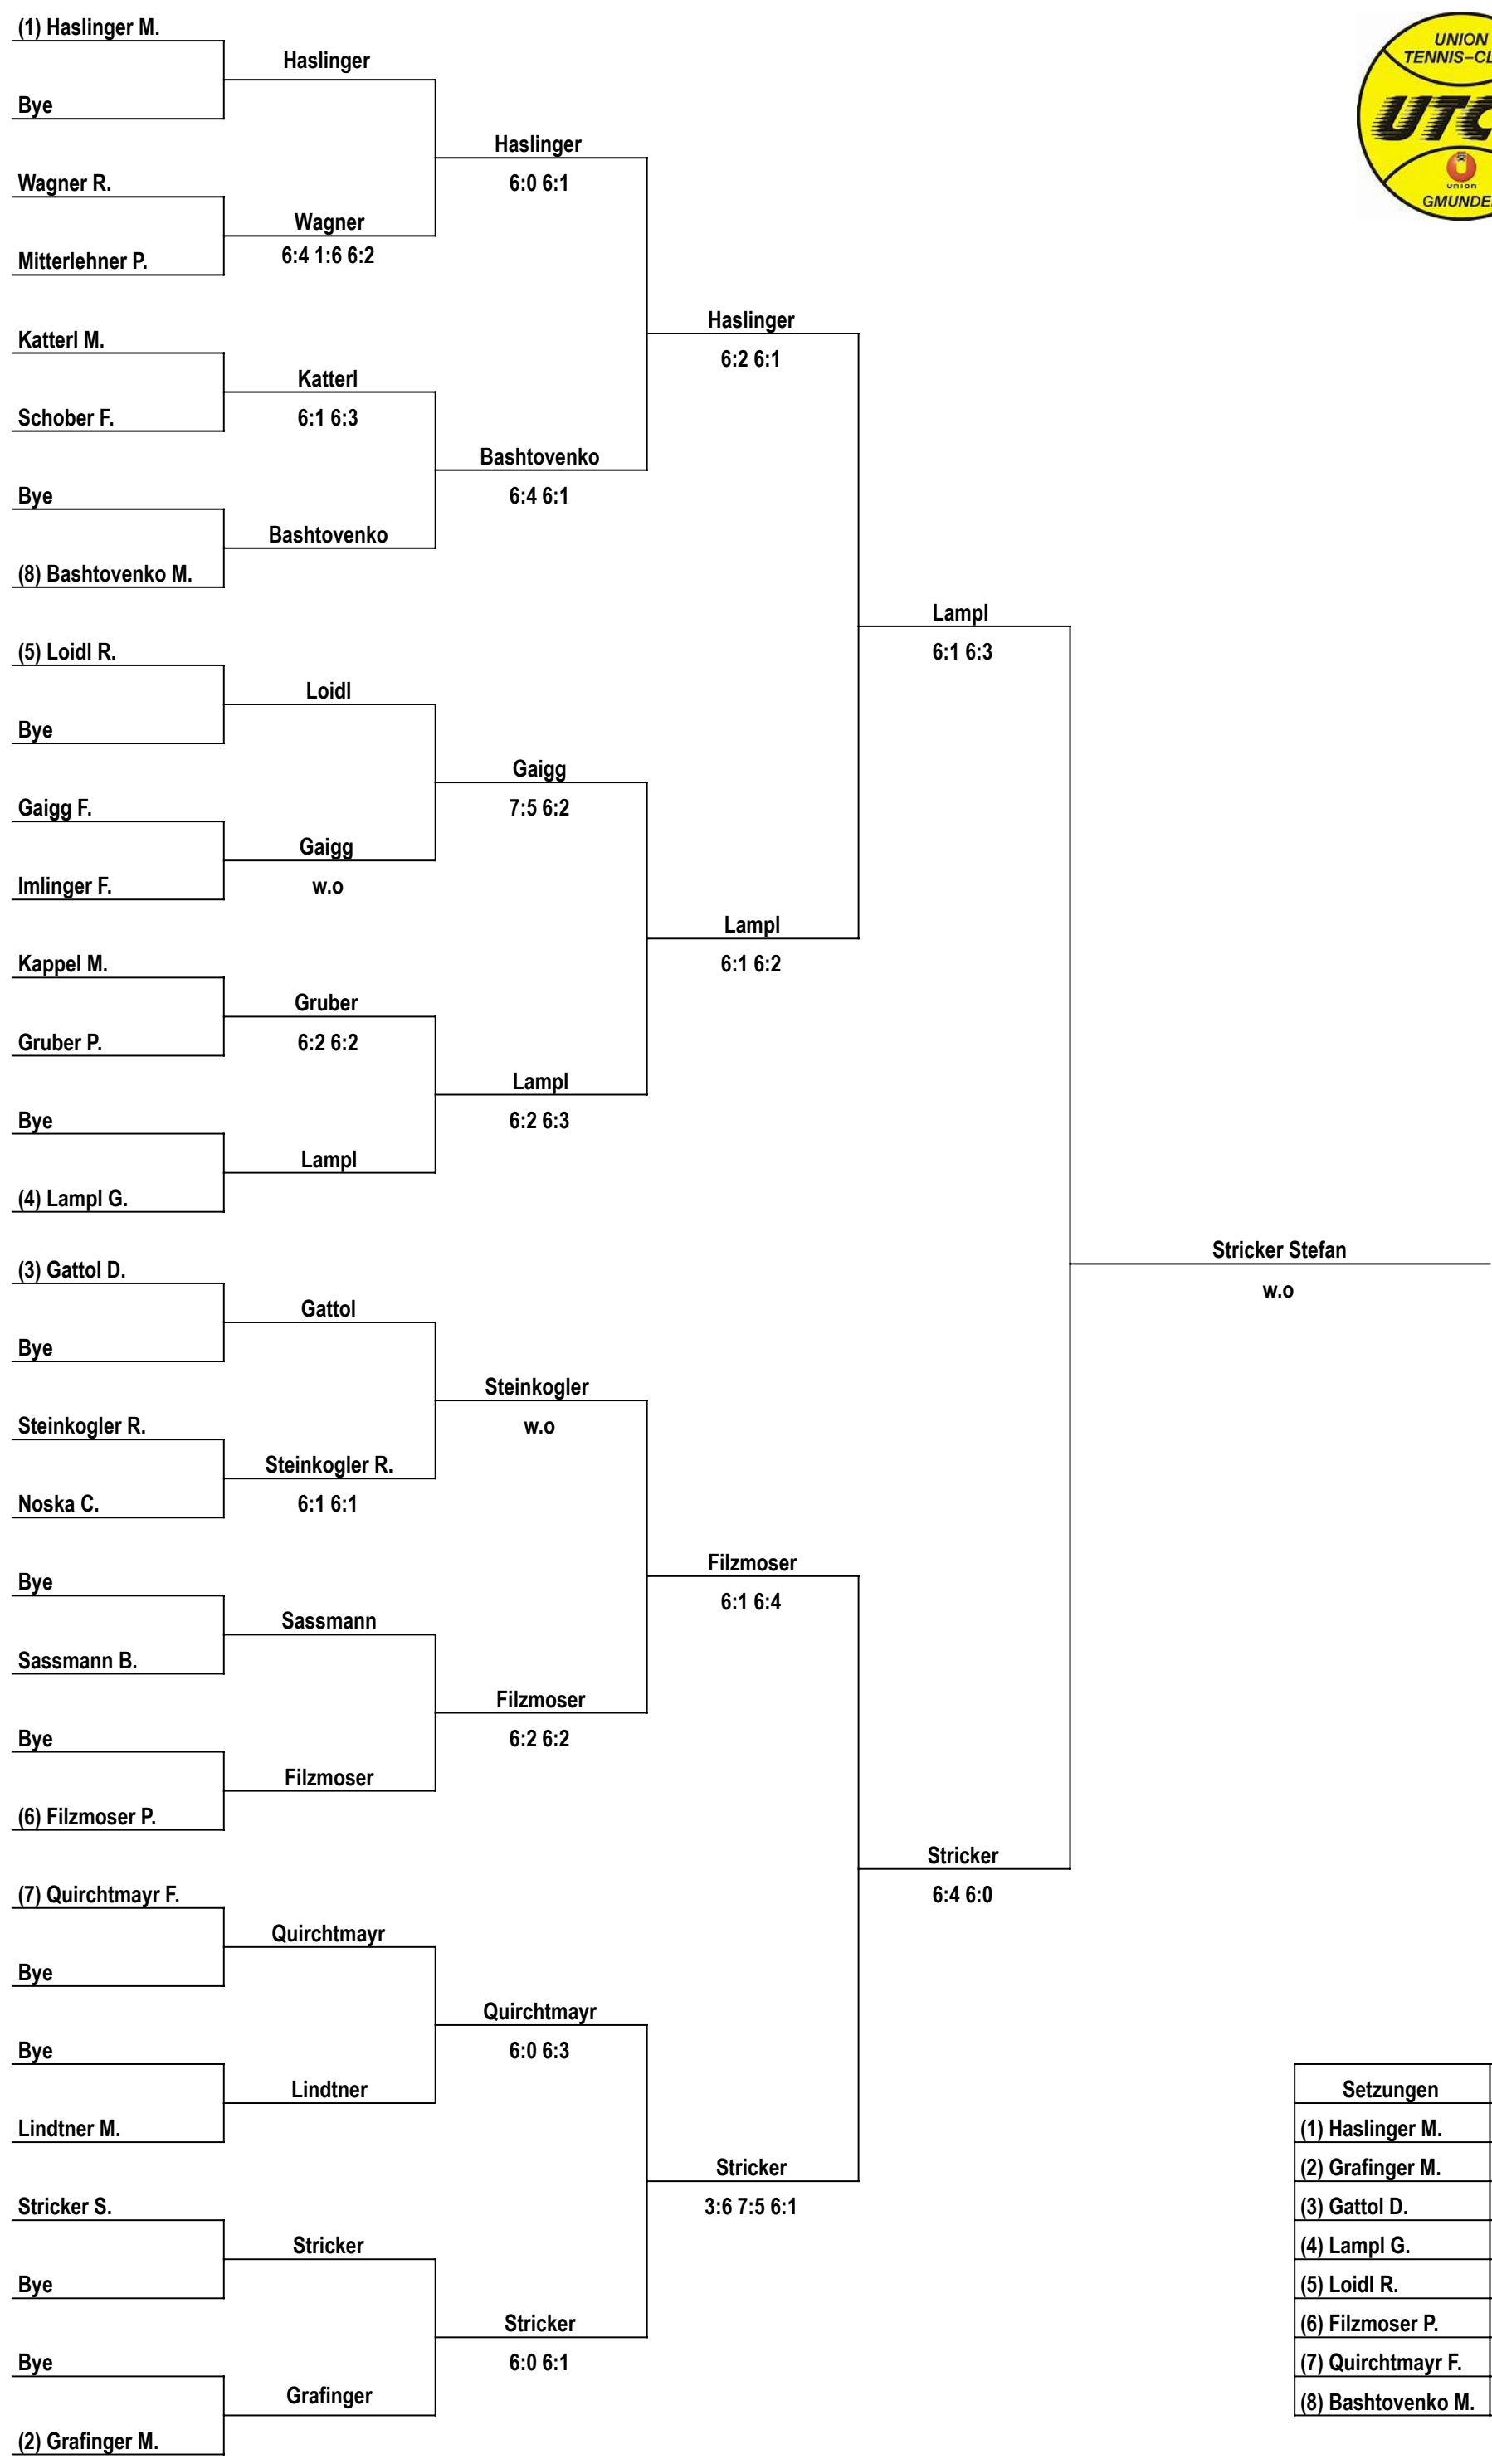 (1) Haslinger M.
Haslinger
Bye
Haslinger
6:0 6:1
Wagner R.
Wagner
6:4 1:6 6:2
Mitterlehner P.
Haslinger
6:2 6:1
Katterl M.
Katterl
6:1 6:3
Schober F.
Bashtovenko
6:4 6:1
Bye
Bashtovenko
(8) Bashtovenko M.
Lampl
6:1 6:3
(5) Loidl R.
Loidl
Bye
Gaigg
7:5 6:2
Gaigg F.
Gaigg
w.o
Imlinger F.
Lampl
6:1 6:2
Kappel M.
Gruber
6:2 6:2
Gruber P.
Lampl
6:2 6:3
Bye
Lampl
(4) Lampl G.
Stricker Stefan
w.o
(3) Gattol D.
Gattol
Bye
Steinkogler
w.o
Steinkogler R.
Steinkogler R.
6:1 6:1
Noska C.
Filzmoser
6:1 6:4
Bye
Sassmann
Sassmann B.
Filzmoser
6:2 6:2
Bye
Filzmoser
(6) Filzmoser P.
Stricker
6:4 6:0
(7) Quirchtmayr F.
Quirchtmayr
Bye
Quirchtmayr
6:0 6:3
Bye
Lindtner
Lindtner M.
Stricker
3:6 7:5 6:1
Stricker S.
Stricker
Bye
Stricker
6:0 6:1
Bye
Grafinger
(2) Grafinger M.
UNION
TENNIS-CL
UTC
union
GMUNDE
Setzungen
(1) Haslinger M.
(2) Grafinger M.
(3) Gattol D.
(4) Lampl G.
(5) Loidl R.
(6) Filzmoser P.
(7) Quirchtmayr F.
(8) Bashtovenko M.